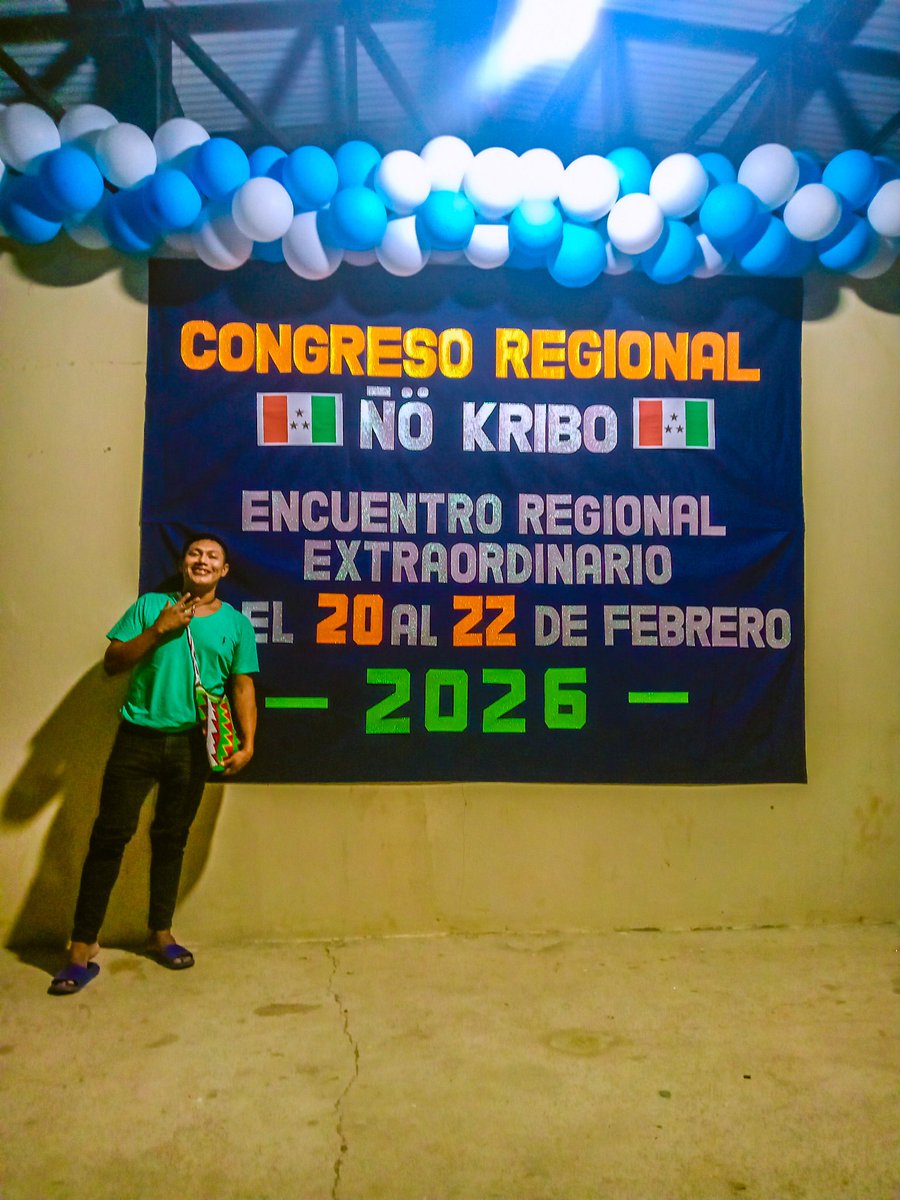 CONGRESO REGIONAL
ÑÖ KRIBO
ENCUENTRO REGIONAL
EXTRAORDINARIO
EL 20 AL 22 DE FEBRERO
— 2026 —